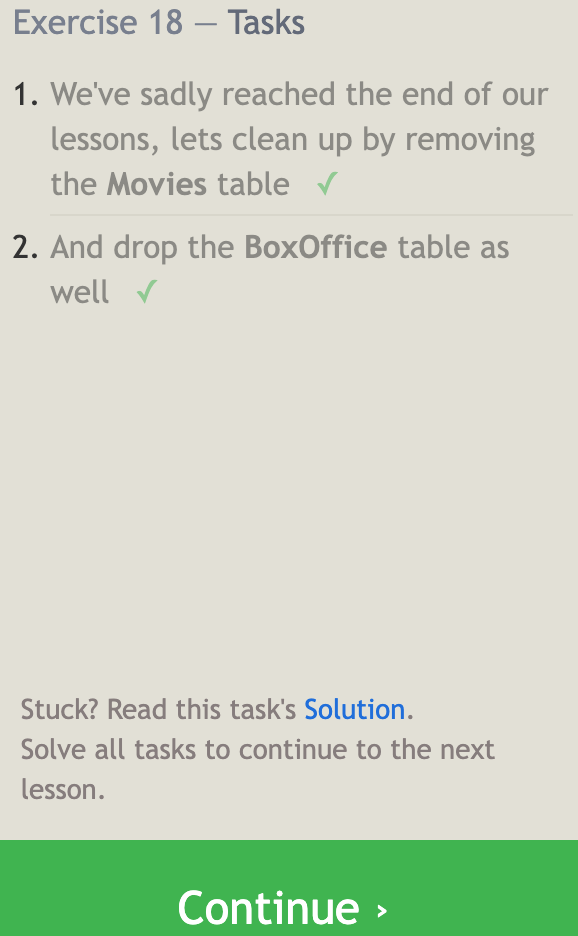 Exercise 18 — Tasks
1. We've sadly reached the end of our
lessons, lets clean up by removing
the Movies table ✓
2. And drop the BoxOffice table as
well ✓
Stuck? Read this task's Solution.
Solve all tasks to continue to the next
lesson.
Continue ›